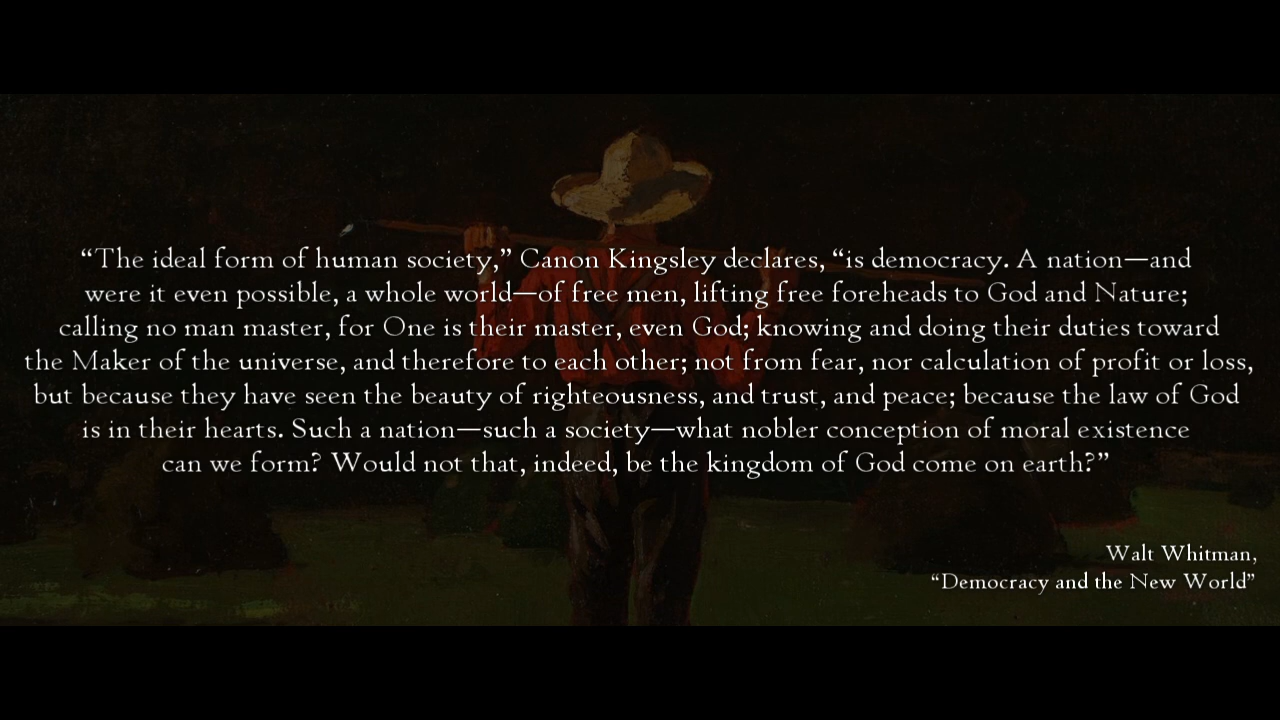 “The ideal form of human society,” Canon Kingsley declares, “is democracy. A nation—and
were it even possible, a whole world—of free men, lifting free foreheads to God and Nature;
calling no man master, for One is their master, even God; knowing and doing their duties toward
the Maker of the universe, and therefore to each other; not from fear, nor calculation of profit or loss,
but because they have seen the beauty of righteousness, and trust, and peace; because the law of God
is in their hearts. Such a nation—such a society—what nobler conception of moral existence
can we form? Would not that, indeed, be the kingdom of God come on earth?”
Walt Whitman,
“Democracy and the New World”